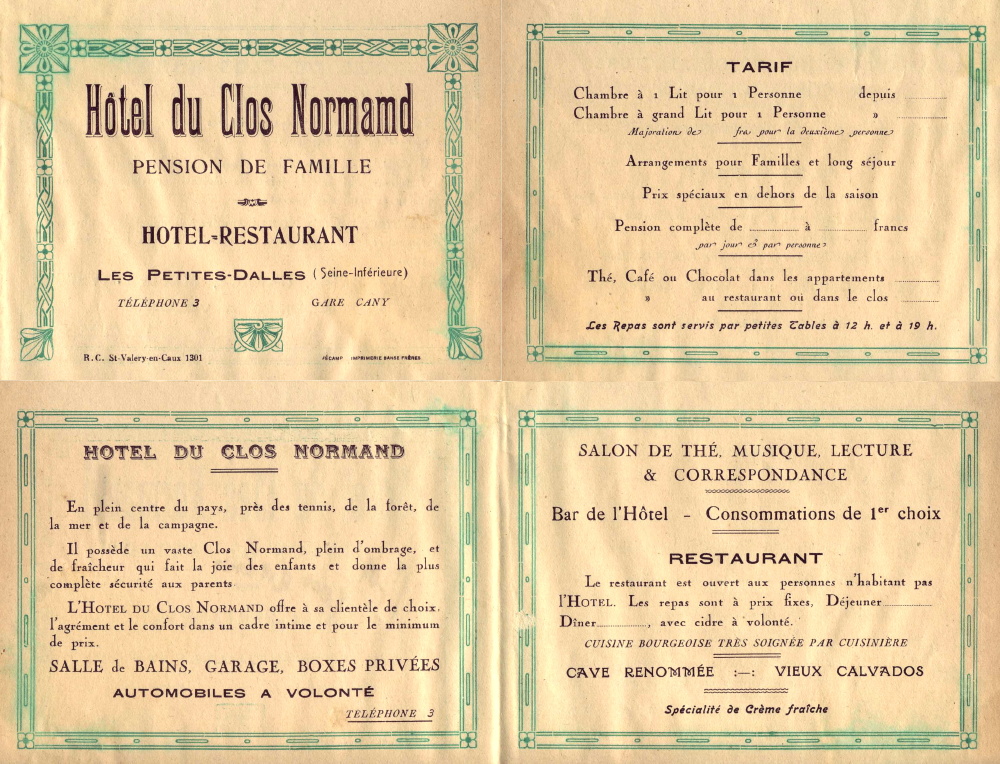 Hôtel du Clos Normand
PENSION DE FAMILLE
HOTEL-RESTAURANT
LES PETITES-DALLES (Seine-Inférieure)
TÉLÉPHONE 3 GARE CANY
R. C. St-Valery-en-Caux 1301 FÉCAMP IMPRIMERIE BANSE FRÈRES
TARIF
Chambre à 1 Lit pour 1 Personne depuis
Chambre à grand Lit pour 1 Personne »
Majoration de frs pour la deuxième personne
Arrangements pour Familles et long séjour
Prix spéciaux en dehors de la saison
Pension complète de à francs
par jour et par personne
Thé, Café ou Chocolat dans les appartements
» au restaurant ou dans le clos
Les Repas sont servis par petites Tables à 12 h. et à 19 h.
HOTEL DU CLOS NORMAND
En plein centre du pays, près des tennis, de la forêt, de
la mer et de la campagne.
Il possède un vaste Clos Normand, plein d'ombrage, et
de fraîcheur qui fait la joie des enfants et donne la plus
complète sécurité aux parents.
L'HOTEL DU CLOS NORMAND offre à sa clientèle de choix,
l'agrément et le confort dans un cadre intime et pour le minimum
de prix.
SALLE de BAINS, GARAGE, BOXES PRIVÉES
AUTOMOBILES A VOLONTÉ
TÉLÉPHONE 3
SALON DE THÉ, MUSIQUE, LECTURE
& CORRESPONDANCE
Bar de l'Hôtel - Consommations de 1er choix
RESTAURANT
Le restaurant est ouvert aux personnes n'habitant pas
l'HOTEL. Les repas sont à prix fixes, Déjeuner
Dîner, avec cidre à volonté.
CUISINE BOURGEOISE TRÈS SOIGNÉE PAR CUISINIÈRE
CAVE RENOMMÉE :-: VIEUX CALVADOS
Spécialité de Crème fraîche